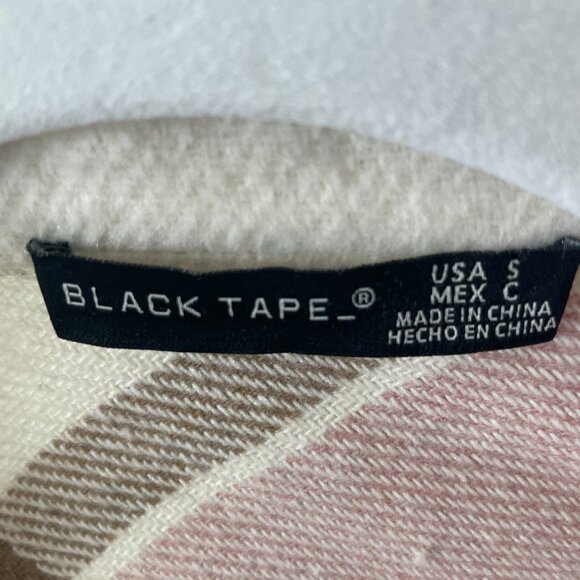 BLACK TAPE_®
USA S
MEX C
MADE IN CHINA
HECHO EN CHINA